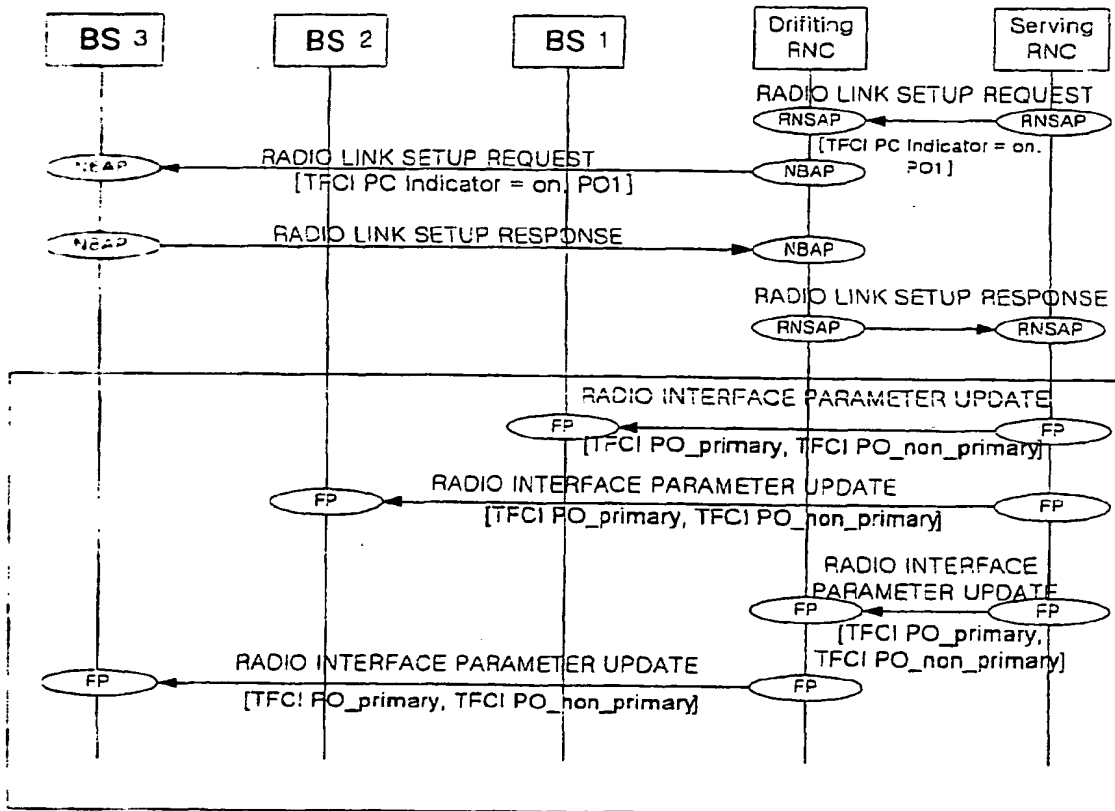 BS 3
BS 2
BS 1
Drifiting
RNC
Serving
RNC
RADIO LINK SETUP REQUEST
RNSAP
RNSAP
[TFCI PC Indicator = on,
PO1]
RADIO LINK SETUP REQUEST
NBAP
NBAP
[TFCI PC Indicator = on, PO1]
NBAP
RADIO LINK SETUP RESPONSE
NBAP
RADIO LINK SETUP RESPONSE
RNSAP
RNSAP
RADIO INTERFACE PARAMETER UPDATE
FP
FP
[TFCI PO_primary, TFCI PO_non_primary]
RADIO INTERFACE PARAMETER UPDATE
FP
FP
[TFCI PO_primary, TFCI PO_non_primary]
RADIO INTERFACE
PARAMETER UPDATE
FP
FP
[TFCI PO_primary,
TFCI PO_non_primary]
RADIO INTERFACE PARAMETER UPDATE
FP
FP
[TFCI PO_primary, TFCI PO_non_primary]